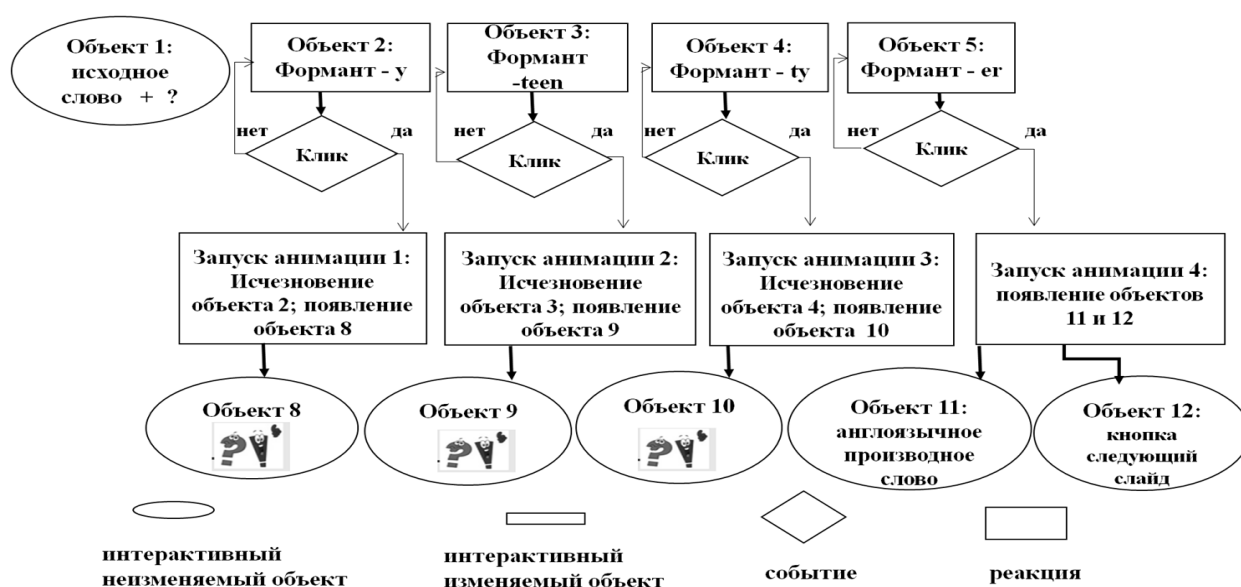 Объект 1:
исходное
слово + ?
Объект 2:
Формант - y
Объект 3:
Формант
-teen
Объект 4:
Формант - ty
Объект 5:
Формант - er
нет
да
Клик
нет
да
Клик
нет
да
Клик
нет
да
Клик
Запуск анимации 1:
Исчезновение
объекта 2; появление
объекта 8
Запуск анимации 2:
Исчезновение
объекта 3; появление
объекта 9
Запуск анимации 3:
Исчезновение
объекта 4; появление
объекта 10
Запуск анимации 4:
появление объектов
11 и 12
Объект 8
Объект 9
Объект 10
Объект 11:
англоязычное
производное
слово
Объект 12:
кнопка
следующий
слайд
интерактивный
неизменяемый объект
интерактивный
изменяемый объект
событие
реакция